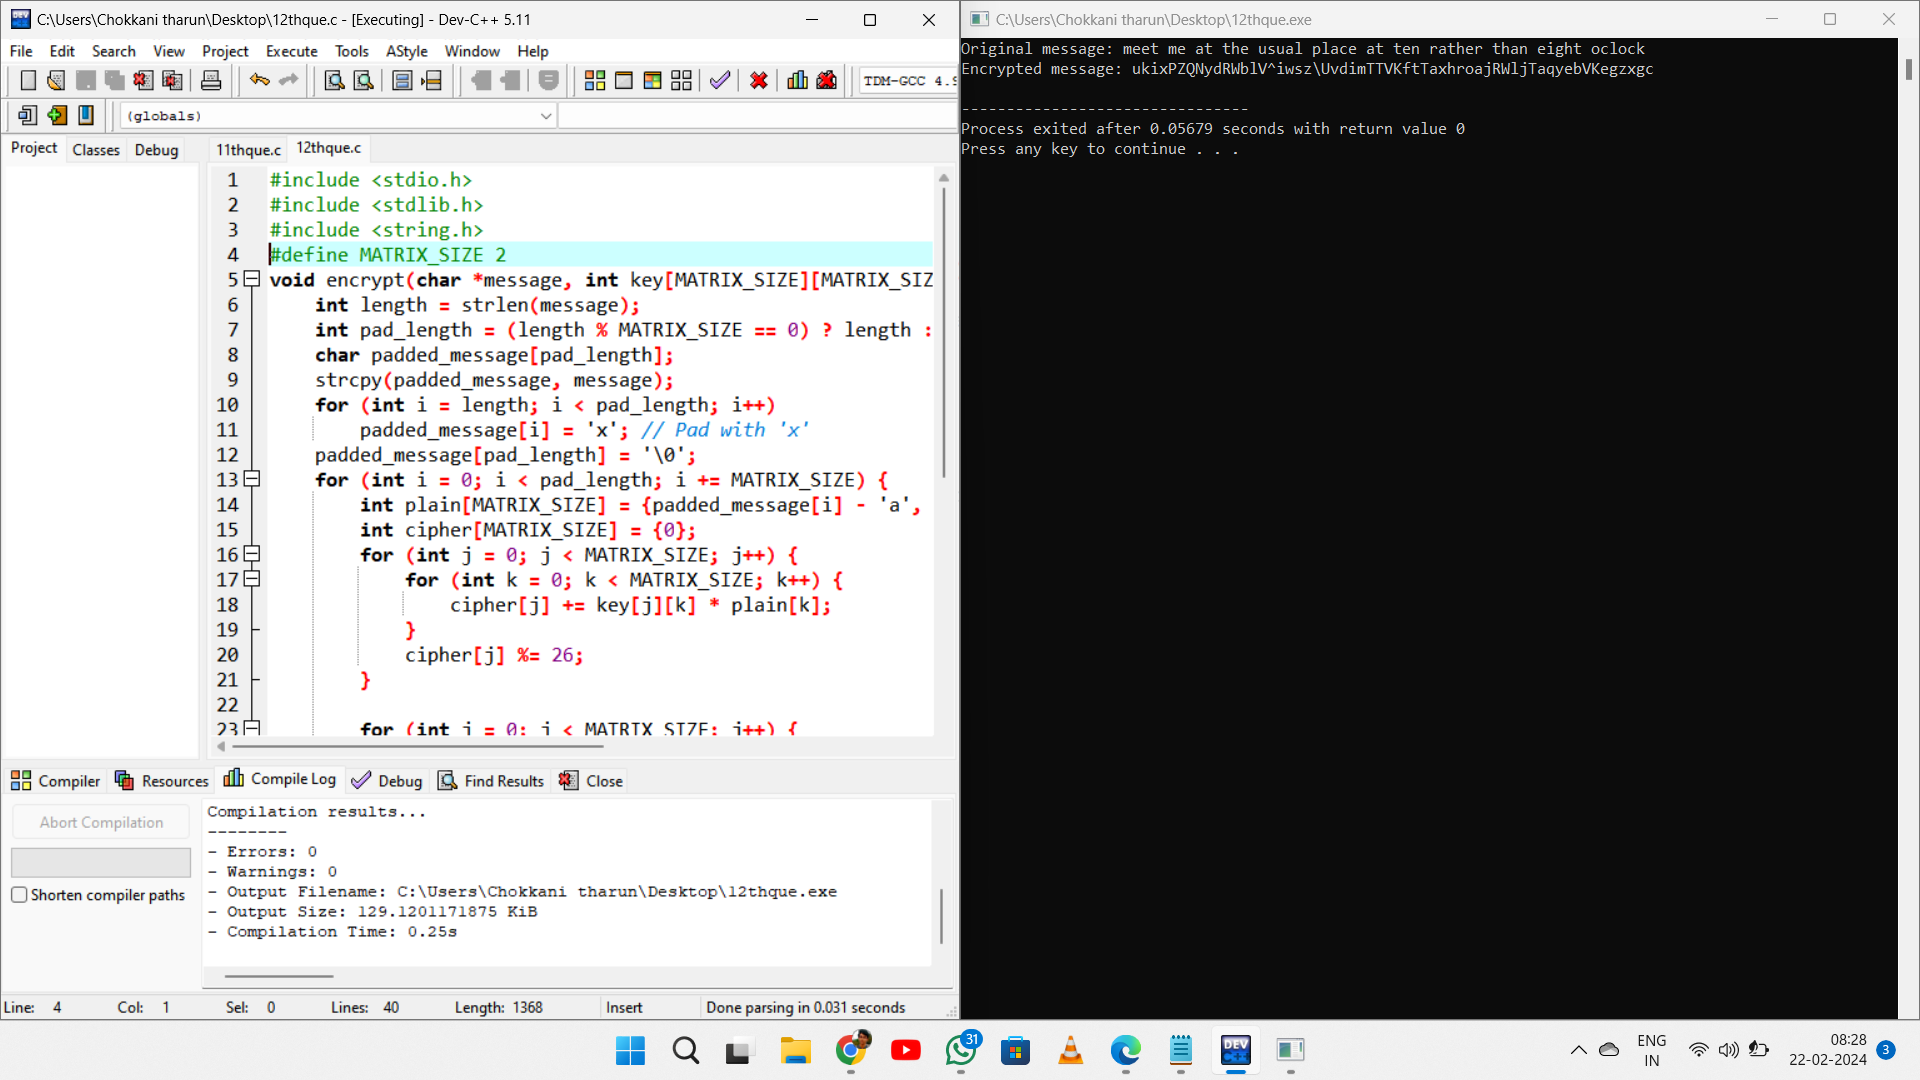 C:\Users\Chokkani tharun\Desktop\12thque.c - [Executing] - Dev-C++ 5.11
File Edit Search View Project Execute Tools AStyle Window Help
TDM-GCC 4.9
(globals)
Project Classes Debug
11thque.c 12thque.c
1 #include <stdio.h>
2 #include <stdlib.h>
3 #include <string.h>
4 #define MATRIX_SIZE 2
5 void encrypt(char *message, int key[MATRIX_SIZE][MATRIX_SIZ
6 int length = strlen(message);
7 int pad_length = (length % MATRIX_SIZE == 0) ? length :
8 char padded_message[pad_length];
9 strcpy(padded_message, message);
10 for (int i = length; i < pad_length; i++)
11 padded_message[i] = 'x'; // Pad with 'x'
12 padded_message[pad_length] = '\0';
13 for (int i = 0; i < pad_length; i += MATRIX_SIZE) {
14 int plain[MATRIX_SIZE] = {padded_message[i] - 'a',
15 int cipher[MATRIX_SIZE] = {0};
16 for (int j = 0; j < MATRIX_SIZE; j++) {
17 for (int k = 0; k < MATRIX_SIZE; k++) {
18 cipher[j] += key[j][k] * plain[k];
19 }
20 cipher[j] %= 26;
21 }
22
23 for (int j = 0; j < MATRIX_SIZE; j++) {
Compiler Resources Compile Log Debug Find Results Close
Abort Compilation
Shorten compiler paths
Compilation results...
--------
- Errors: 0
- Warnings: 0
- Output Filename: C:\Users\Chokkani tharun\Desktop\12thque.exe
- Output Size: 129.1201171875 KiB
- Compilation Time: 0.25s
Line: 4 Col: 1 Sel: 0 Lines: 40 Length: 1368 Insert Done parsing in 0.031 seconds
C:\Users\Chokkani tharun\Desktop\12thque.exe
Original message: meet me at the usual place at ten rather than eight oclock
Encrypted message: ukixPZQNydRWblV^iwsz\UvdimTTVKftTaxhroajRWljTaqyebVKegzxgc
--------------------------------
Process exited after 0.05679 seconds with return value 0
Press any key to continue . . .
31
DEV C++
ENG
IN
08:28
22-02-2024
3